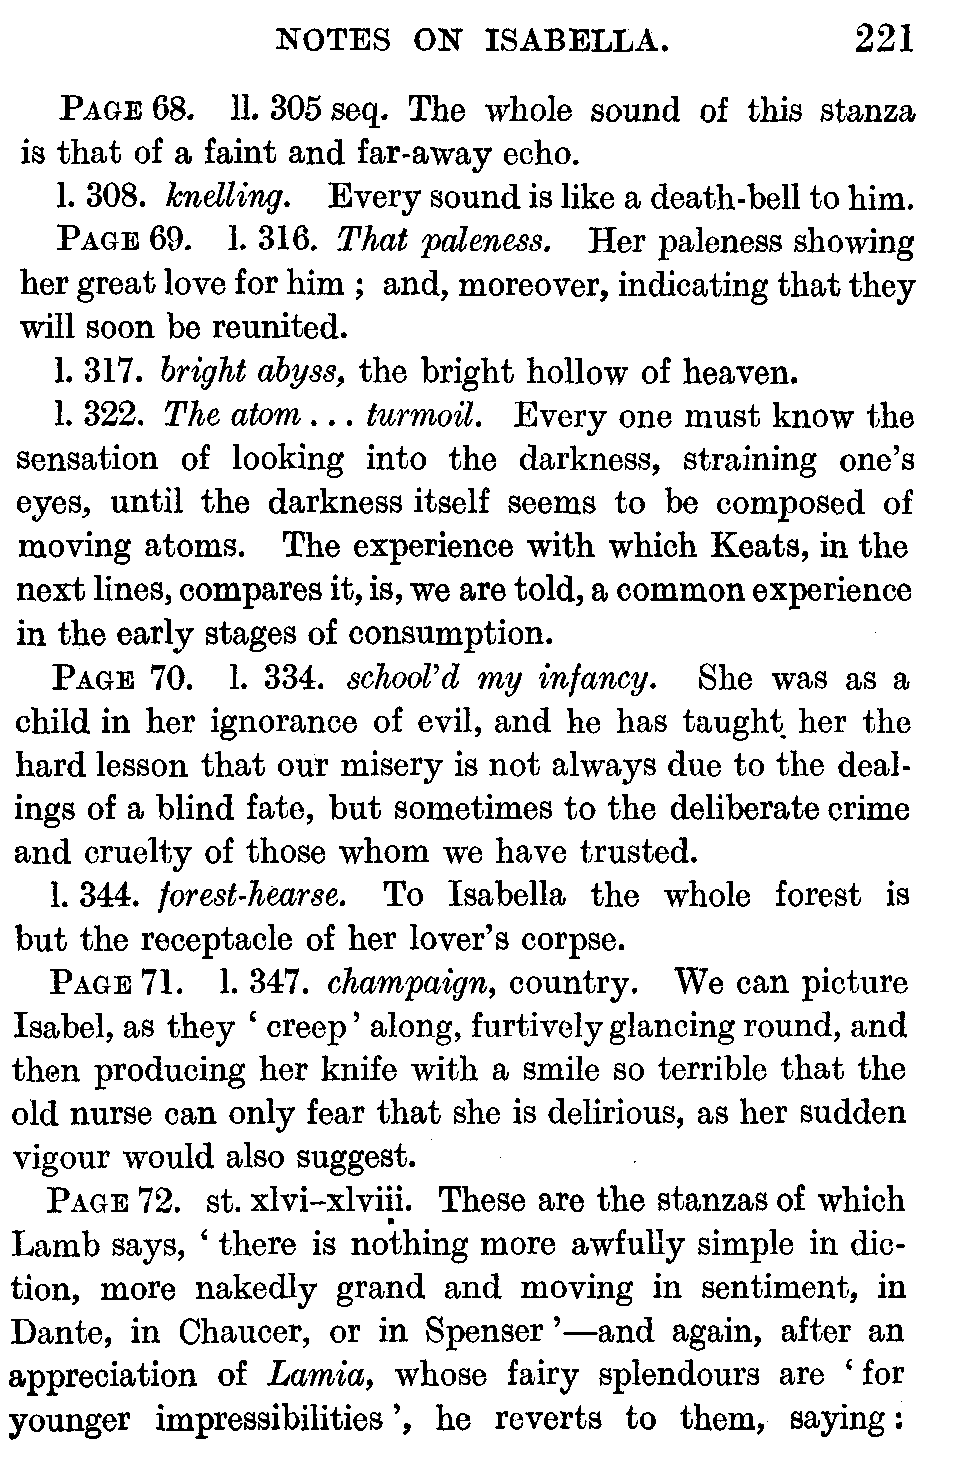 NOTES ON ISABELLA. 221
PAGE 68. ll. 305 seq. The whole sound of this stanza
is that of a faint and far-away echo.
l. 308. knelling. Every sound is like a death-bell to him.
PAGE 69. l. 316. That paleness. Her paleness showing
her great love for him ; and, moreover, indicating that they
will soon be reunited.
l. 317. bright abyss, the bright hollow of heaven.
l. 322. The atom . . . turmoil. Every one must know the
sensation of looking into the darkness, straining one's
eyes, until the darkness itself seems to be composed of
moving atoms. The experience with which Keats, in the
next lines, compares it, is, we are told, a common experience
in the early stages of consumption.
PAGE 70. l. 334. school'd my infancy. She was as a
child in her ignorance of evil, and he has taught her the
hard lesson that our misery is not always due to the deal-
ings of a blind fate, but sometimes to the deliberate crime
and cruelty of those whom we have trusted.
l. 344. forest-hearse. To Isabella the whole forest is
but the receptacle of her lover's corpse.
PAGE 71. l. 347. champaign, country. We can picture
Isabel, as they ‘ creep ’ along, furtively glancing round, and
then producing her knife with a smile so terrible that the
old nurse can only fear that she is delirious, as her sudden
vigour would also suggest.
PAGE 72. st. xlvi–xlviii. These are the stanzas of which
Lamb says, ‘ there is nothing more awfully simple in dic-
tion, more nakedly grand and moving in sentiment, in
Dante, in Chaucer, or in Spenser ’—and again, after an
appreciation of Lamia, whose fairy splendours are ‘ for
younger impressibilities ’, he reverts to them, saying :